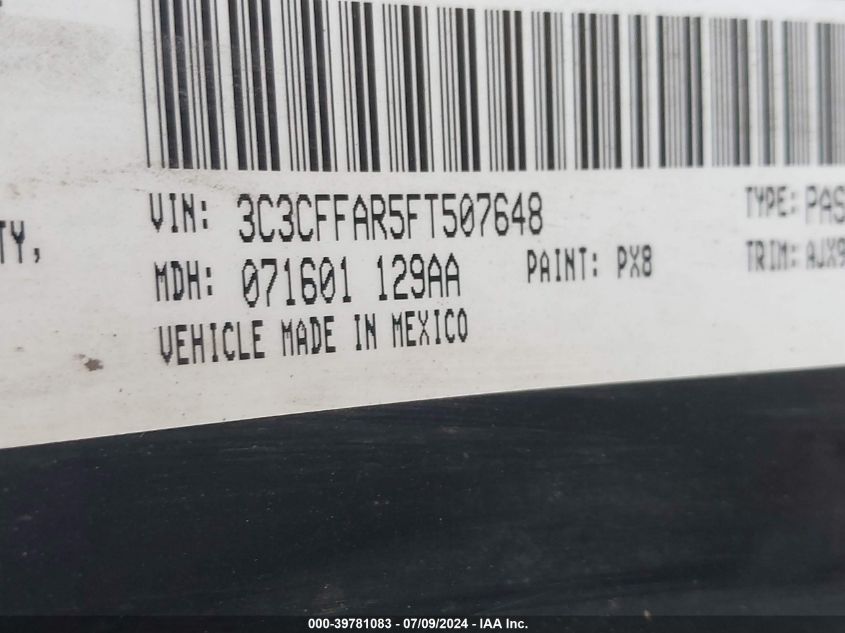 VIN: 3C3CFFAR5FT507648 TYPE: PAS
TY,
MDH: 071601 129AA PAINT: PX8 TRIM: AJX9
VEHICLE MADE IN MEXICO
000-39781083 - 07/09/2024 - IAA Inc.